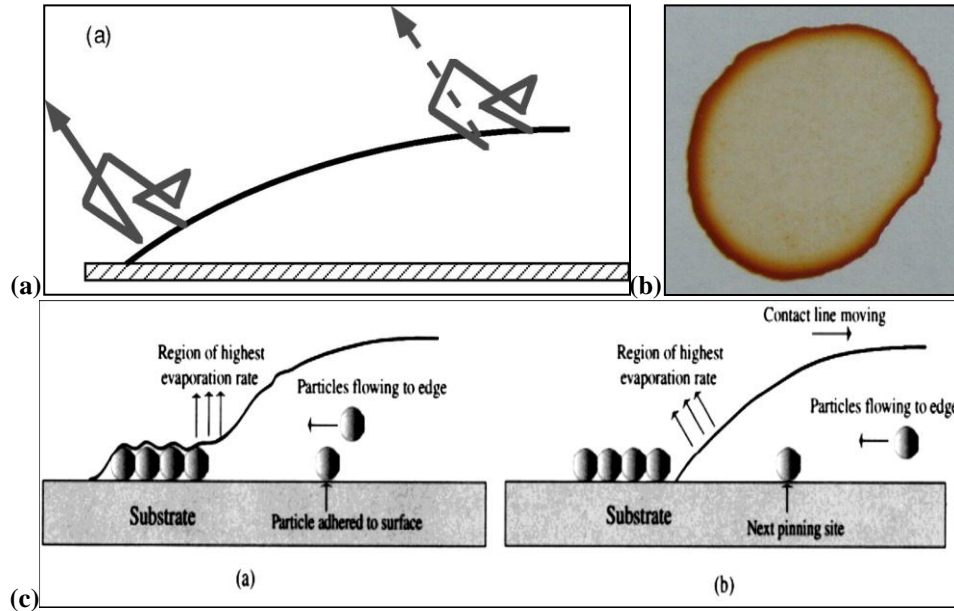 (a)
(a)
(b)
Contact line moving
Region of highest
evaporation rate
Particles flowing to edge
Substrate
Particle adhered to surface
(a)
Region of highest
evaporation rate
Particles flowing to edge
Substrate
Next pinning site
(b)
(c)